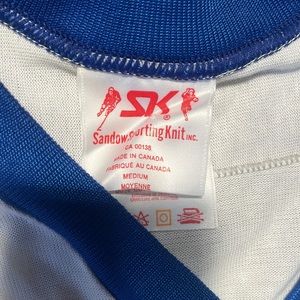 SK
Sandow Sporting Knit INC.
CA 00138
MADE IN CANADA
FABRIQUÉ AU CANADA
MEDIUM
MOYENNE